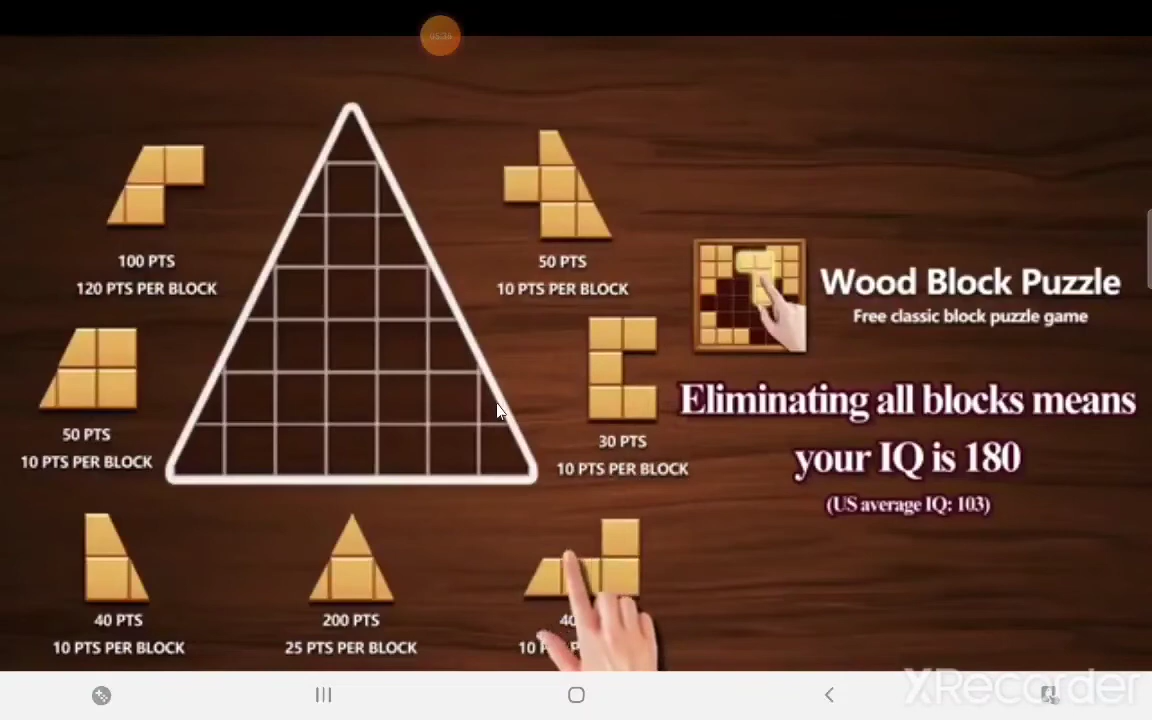 100 PTS
120 PTS PER BLOCK
50 PTS
10 PTS PER BLOCK
Wood Block Puzzle
Free classic block puzzle game
50 PTS
10 PTS PER BLOCK
30 PTS
10 PTS PER BLOCK
Eliminating all blocks means
your IQ is 180
(US average IQ: 103)
40 PTS
10 PTS PER BLOCK
200 PTS
25 PTS PER BLOCK
XRecorder